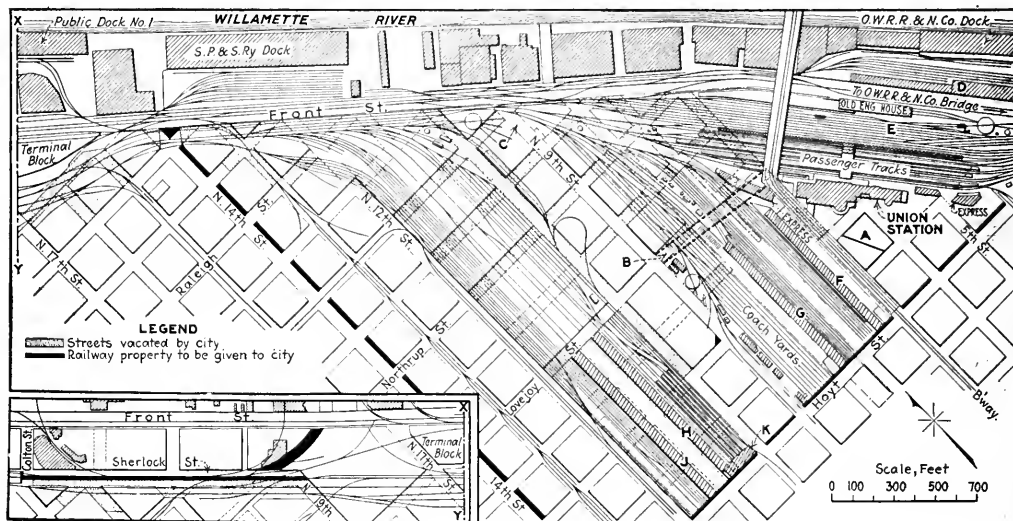 X
Public Dock No.1
WILLAMETTE RIVER
O.W.R.R.& N.Co. Dock
S.P.& S.Ry Dock
D
To O.W.R.R.& N.Co. Bridge
OLD ENG HOUSE
E
Front St.
C
N. 9th St.
Passenger Tracks
Terminal Block
N. 14th St.
N. 12th St.
UNION STATION
EXPRESS
A
5th St.
EXPRESS
B
F
G
Y
N. 17th St.
Raleigh
Coach Yards
LEGEND
Streets vacated by city
Railway property to be given to city
Northrup St.
Lovejoy St.
Hoyt St.
B'way.
H
J
K
X
Front St.
Colton St.
Sherlock St.
Terminal Block
N. 17th St.
14th St.
N. 19th
Y
Scale, Feet
0 100 300 500 700